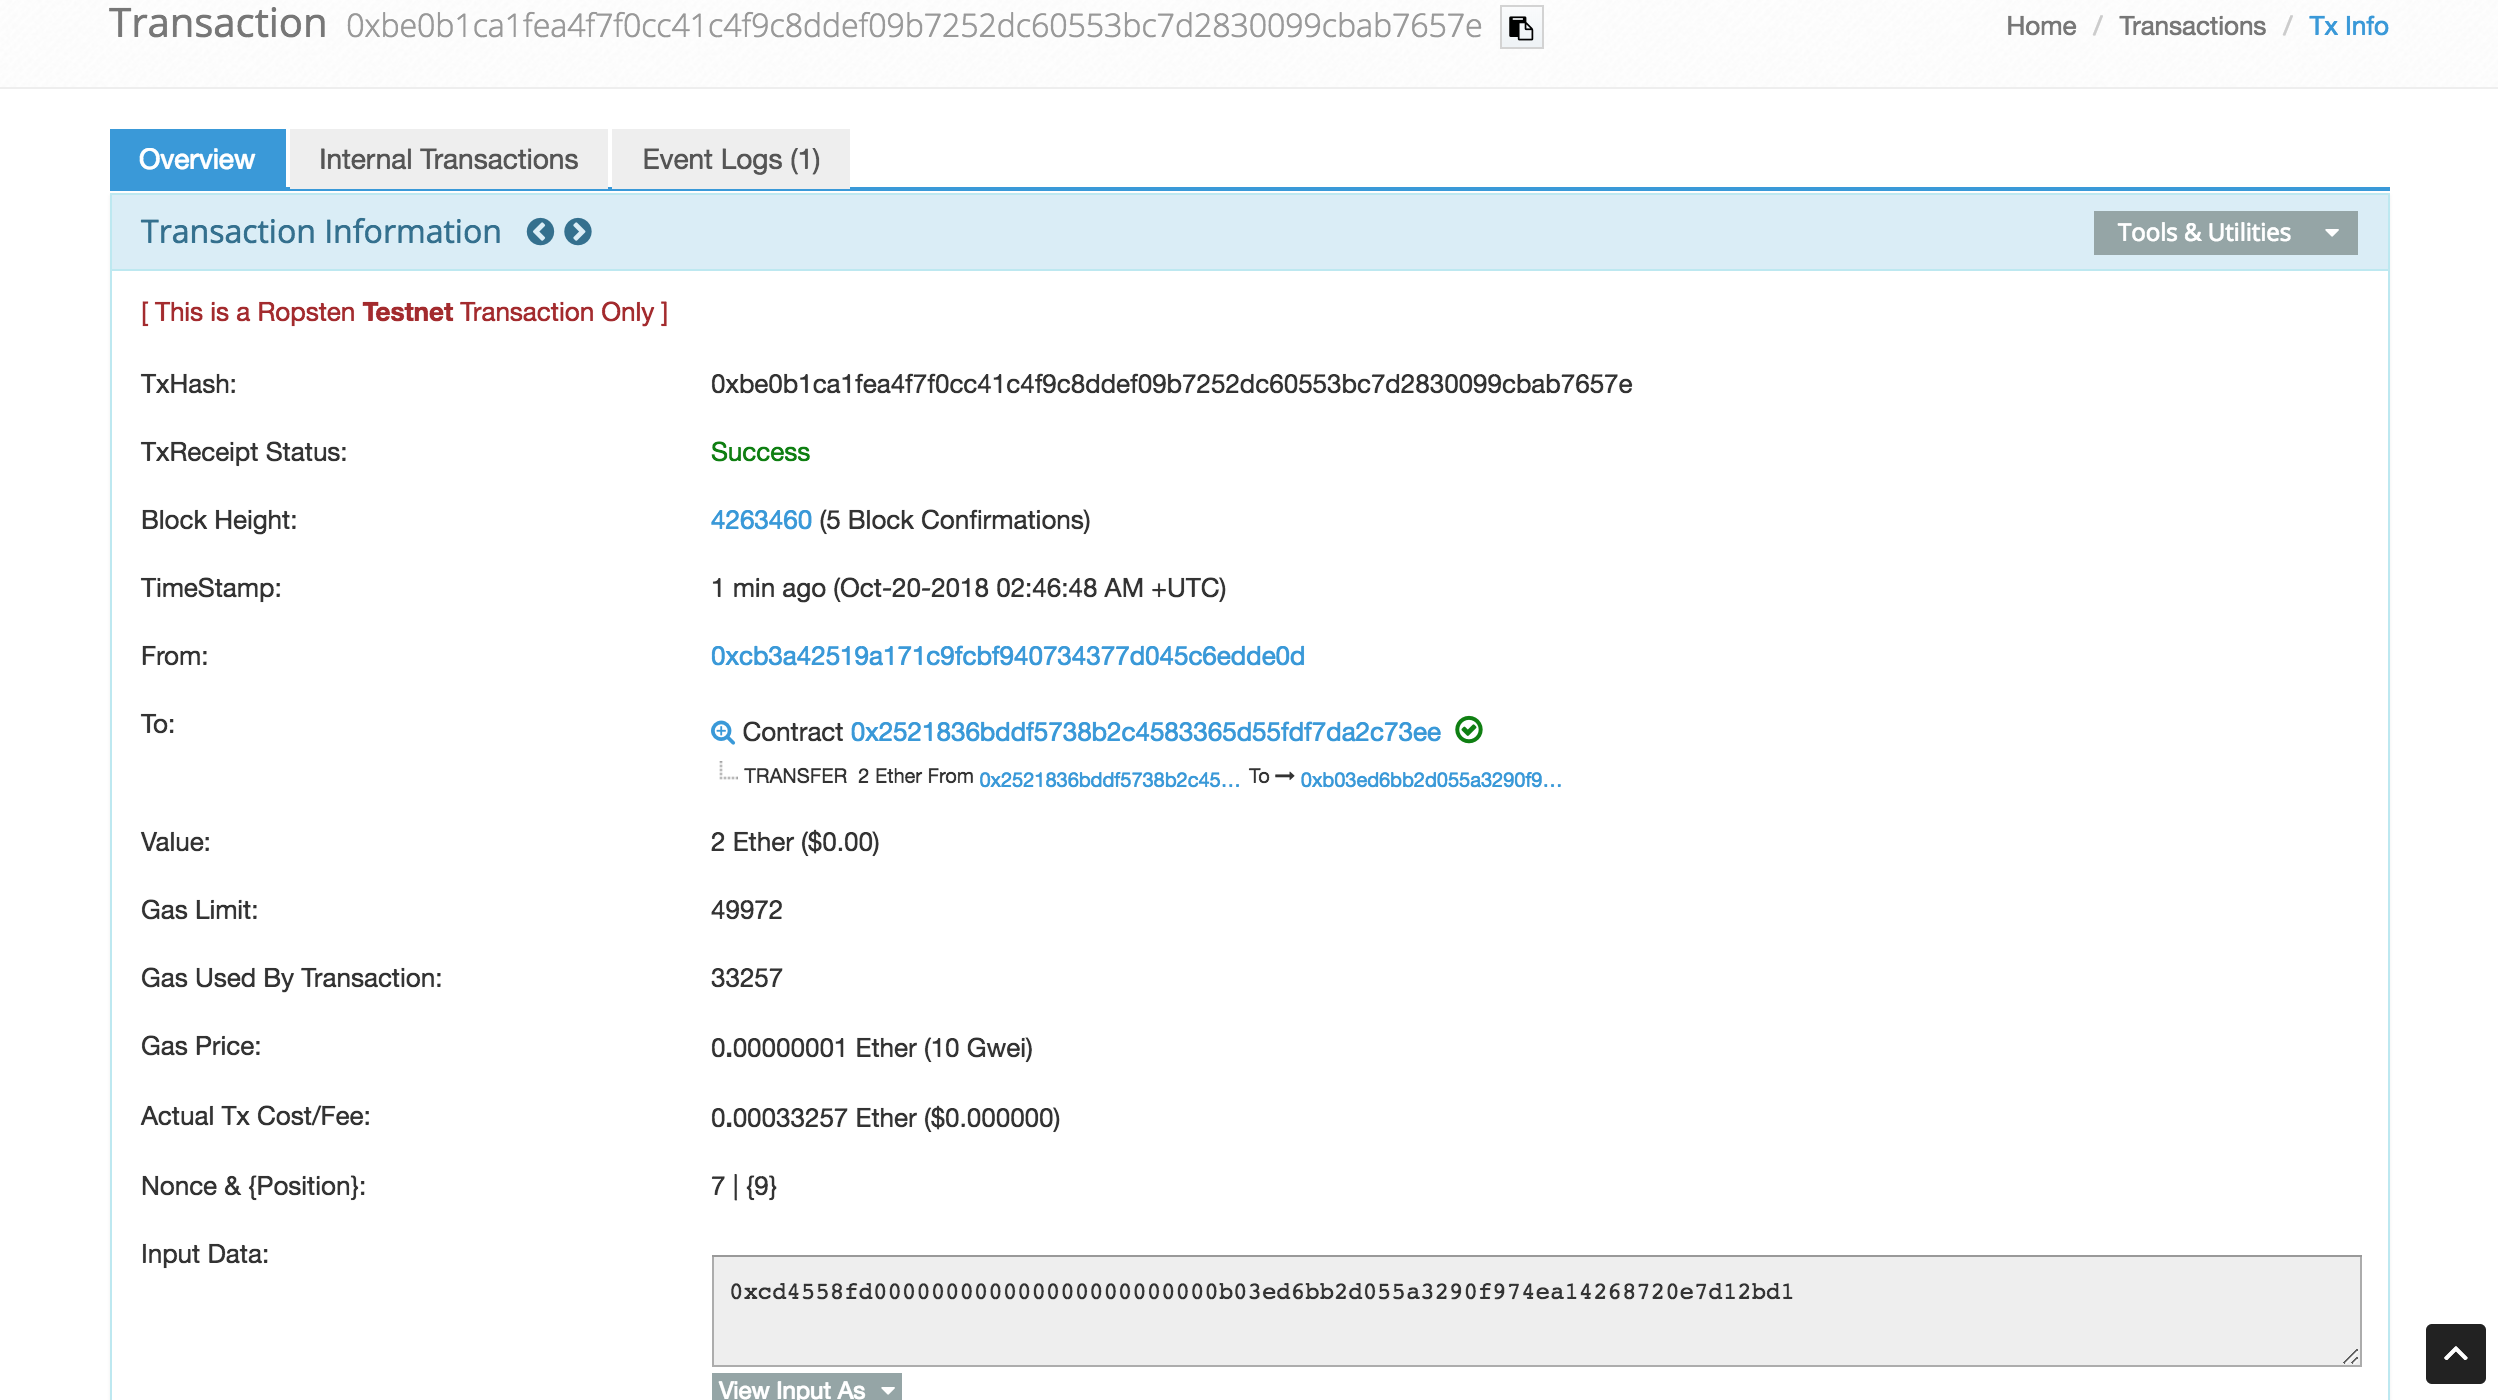 Transaction 0xbe0b1ca1fea4f7f0cc41c4f9c8ddef09b7252dc60553bc7d2830099cbab7657e
Home / Transactions / Tx Info
Overview
Internal Transactions
Event Logs (1)
Transaction Information
Tools & Utilities
[ This is a Ropsten Testnet Transaction Only ]
TxHash: 0xbe0b1ca1fea4f7f0cc41c4f9c8ddef09b7252dc60553bc7d2830099cbab7657e
TxReceipt Status: Success
Block Height: 4263460 (5 Block Confirmations)
TimeStamp: 1 min ago (Oct-20-2018 02:46:48 AM +UTC)
From: 0xcb3a42519a171c9fcbf940734377d045c6edde0d
To: Contract 0x2521836bddf5738b2c4583365d55fdf7da2c73ee
TRANSFER 2 Ether From 0x2521836bddf5738b2c45... To → 0xb03ed6bb2d055a3290f9...
Value: 2 Ether ($0.00)
Gas Limit: 49972
Gas Used By Transaction: 33257
Gas Price: 0.00000001 Ether (10 Gwei)
Actual Tx Cost/Fee: 0.00033257 Ether ($0.000000)
Nonce & {Position}: 7 | {9}
Input Data:
0xcd4558fd000000000000000000000000b03ed6bb2d055a3290f974ea14268720e7d12bd1
View Input As